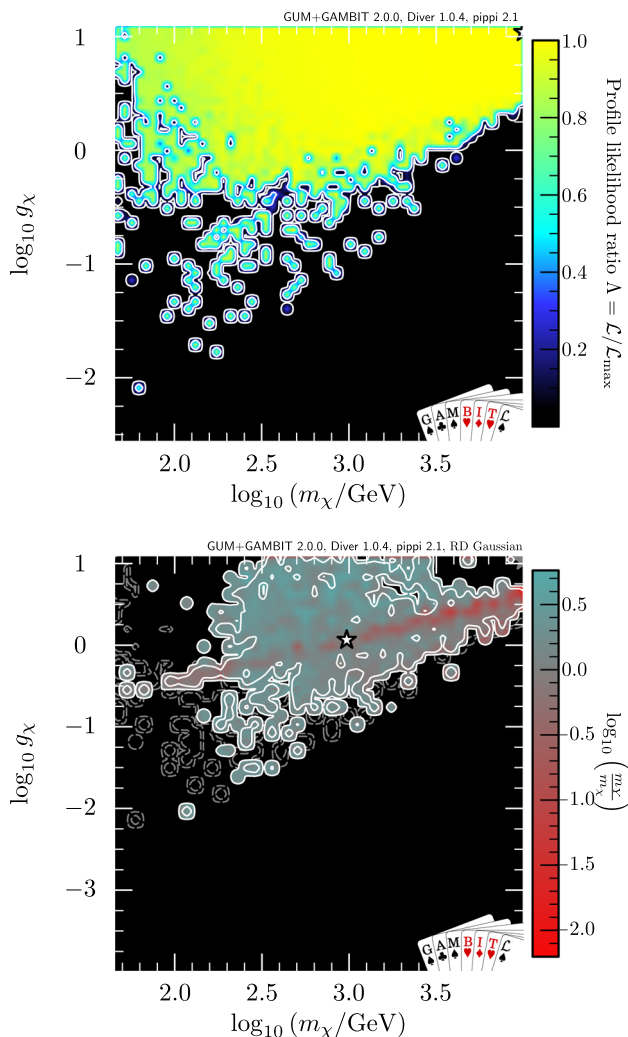 GUM+GAMBIT 2.0.0, Diver 1.0.4, pippi 2.1
1
0
−1
−2
log₁₀ gχ
2.0 2.5 3.0 3.5
log₁₀ (mχ/GeV)
1.0
0.8
0.6
0.4
0.2
Profile likelihood ratio Λ = ℒ/ℒmax
G A M B I T ℒ
GUM+GAMBIT 2.0.0, Diver 1.0.4, pippi 2.1, RD Gaussian
1
0
−1
−2
−3
log₁₀ gχ
2.0 2.5 3.0 3.5
log₁₀ (mχ/GeV)
0.5
0.0
−0.5
−1.0
−1.5
−2.0
log₁₀ (mY/mχ)
G A M B I T ℒ